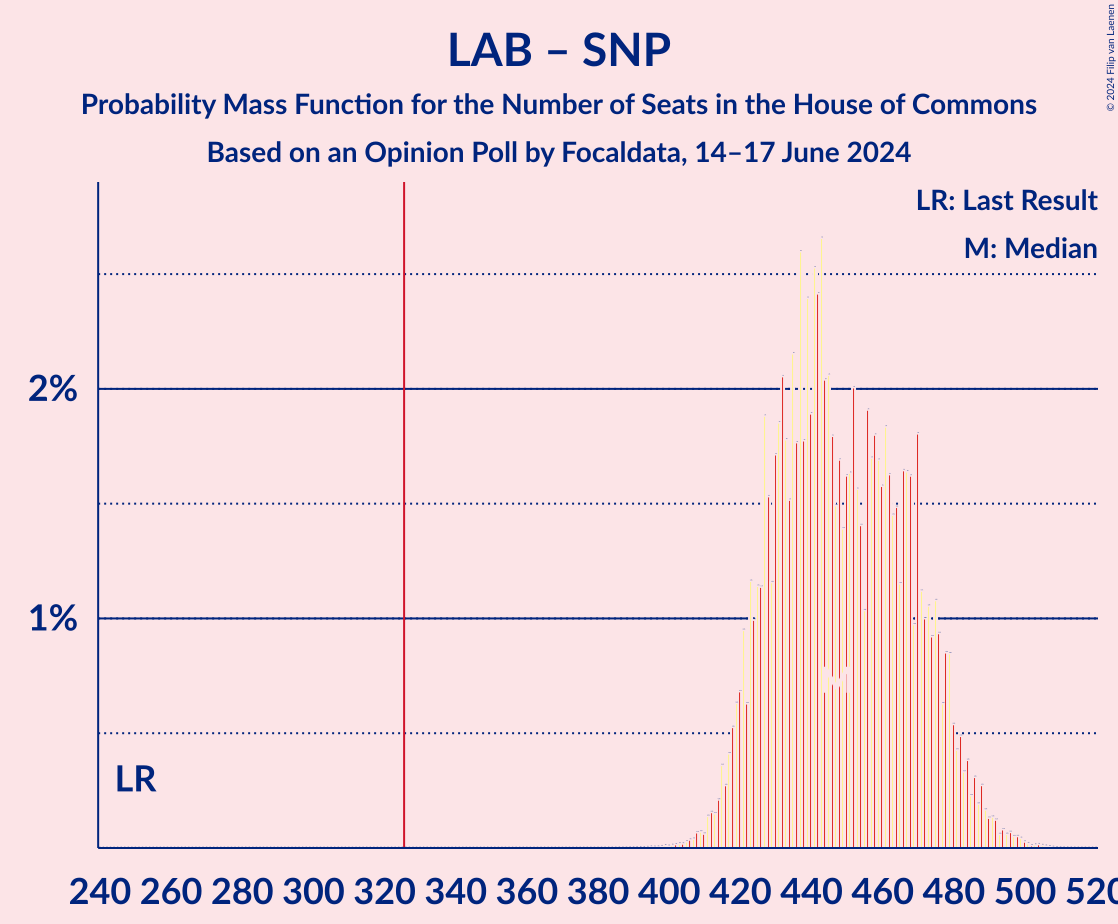 LAB – SNP
Probability Mass Function for the Number of Seats in the House of Commons
Based on an Opinion Poll by Focaldata, 14–17 June 2024
© 2024 Filip van Laenen
LR: Last Result
M: Median
2%
1%
LR
M
240 260 280 300 320 340 360 380 400 420 440 460 480 500 520